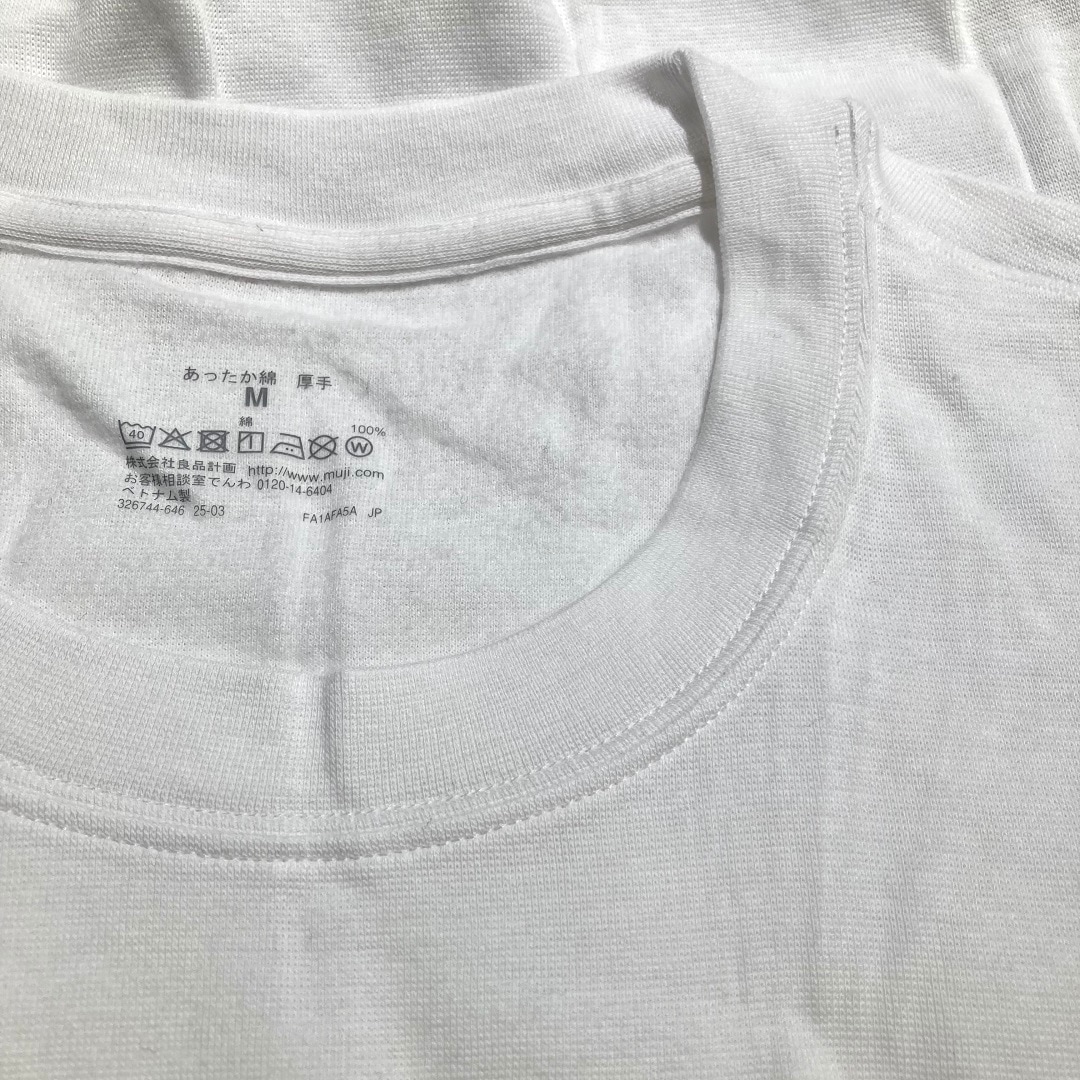 あったか綿 厚手
M
綿 100%
40
W
株式会社良品計画 http://www.muji.com
お客様相談室でんわ 0120-14-6404
ベトナム製
326744-646 25-03 FA1AFA5A JP